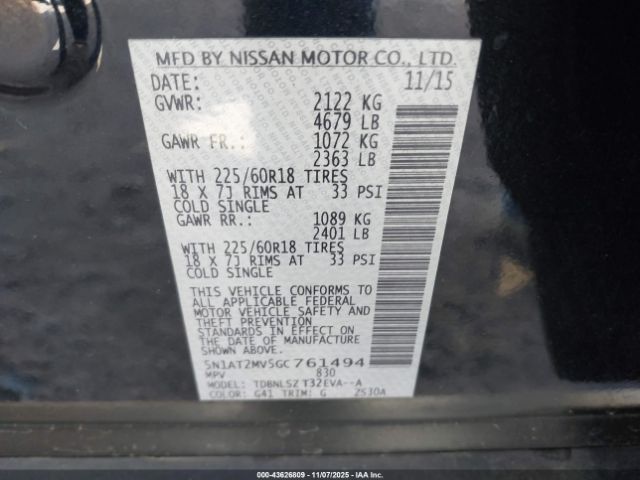 MFD BY NISSAN MOTOR CO., LTD.
DATE: 11/15
GVWR: 2122 KG
4679 LB
GAWR FR.: 1072 KG
2363 LB
WITH 225/60R18 TIRES
18 X 7J RIMS AT 33 PSI
COLD SINGLE
GAWR RR.: 1089 KG
2401 LB
WITH 225/60R18 TIRES
18 X 7J RIMS AT 33 PSI
COLD SINGLE
THIS VEHICLE CONFORMS TO
ALL APPLICABLE FEDERAL
MOTOR VEHICLE SAFETY AND
THEFT PREVENTION
STANDARDS IN EFFECT ON
THE DATE OF MANUFACTURE
SHOWN ABOVE.
5N1AT2MV5GC761494
MPV 830
MODEL: TDBNLSZ T32EVA--A
COLOR: G41 TRIM: G 2S30A
000-43626809 - 11/07/2025 - IAAI.COM